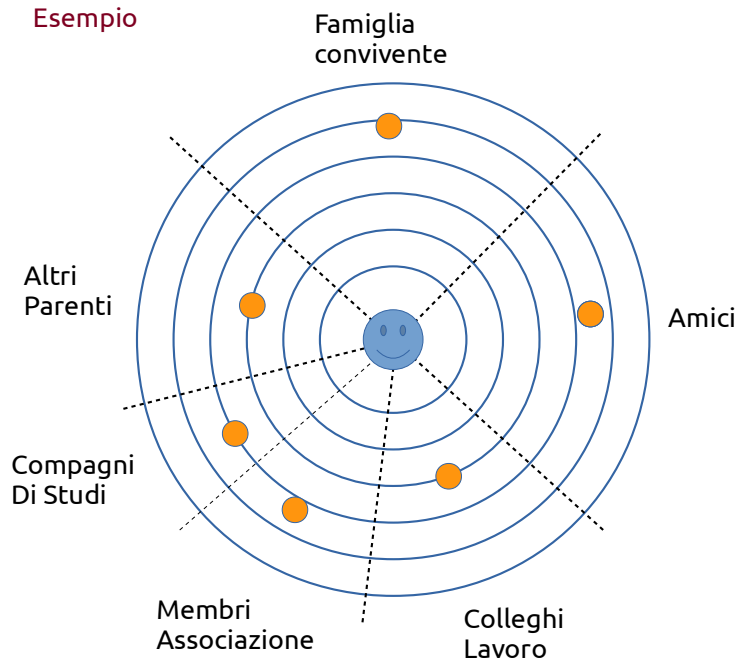 Esempio
Famiglia
convivente
Altri
Parenti
Amici
Compagni
Di Studi
Membri
Associazione
Colleghi
Lavoro